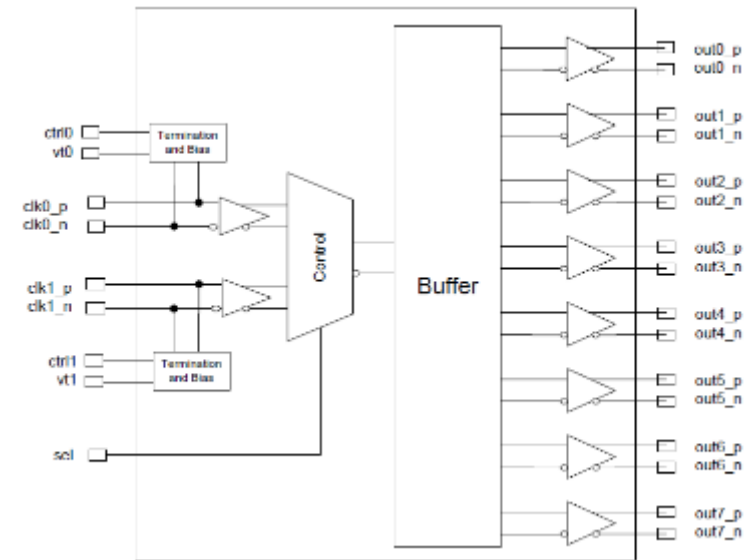 ctrl0
vt0
Termination
and Bias
clk0_p
clk0_n
Control
clk1_p
clk1_n
ctrl1
vt1
Termination
and Bias
sel
Buffer
out0_p
out0_n
out1_p
out1_n
out2_p
out2_n
out3_p
out3_n
out4_p
out4_n
out5_p
out5_n
out6_p
out6_n
out7_p
out7_n